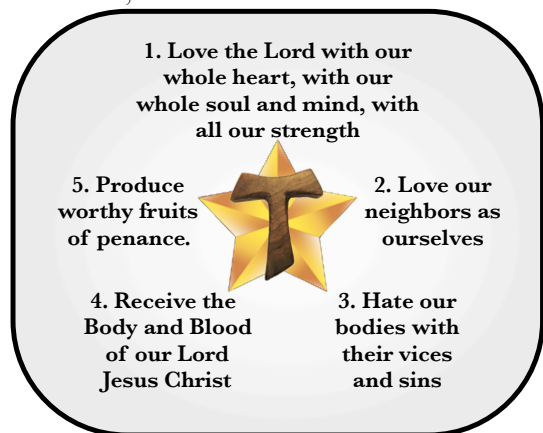 1. Love the Lord with our
whole heart, with our
whole soul and mind, with
all our strength
5. Produce
worthy fruits
of penance.
2. Love our
neighbors as
ourselves
4. Receive the
Body and Blood
of our Lord
Jesus Christ
3. Hate our
bodies with
their vices
and sins